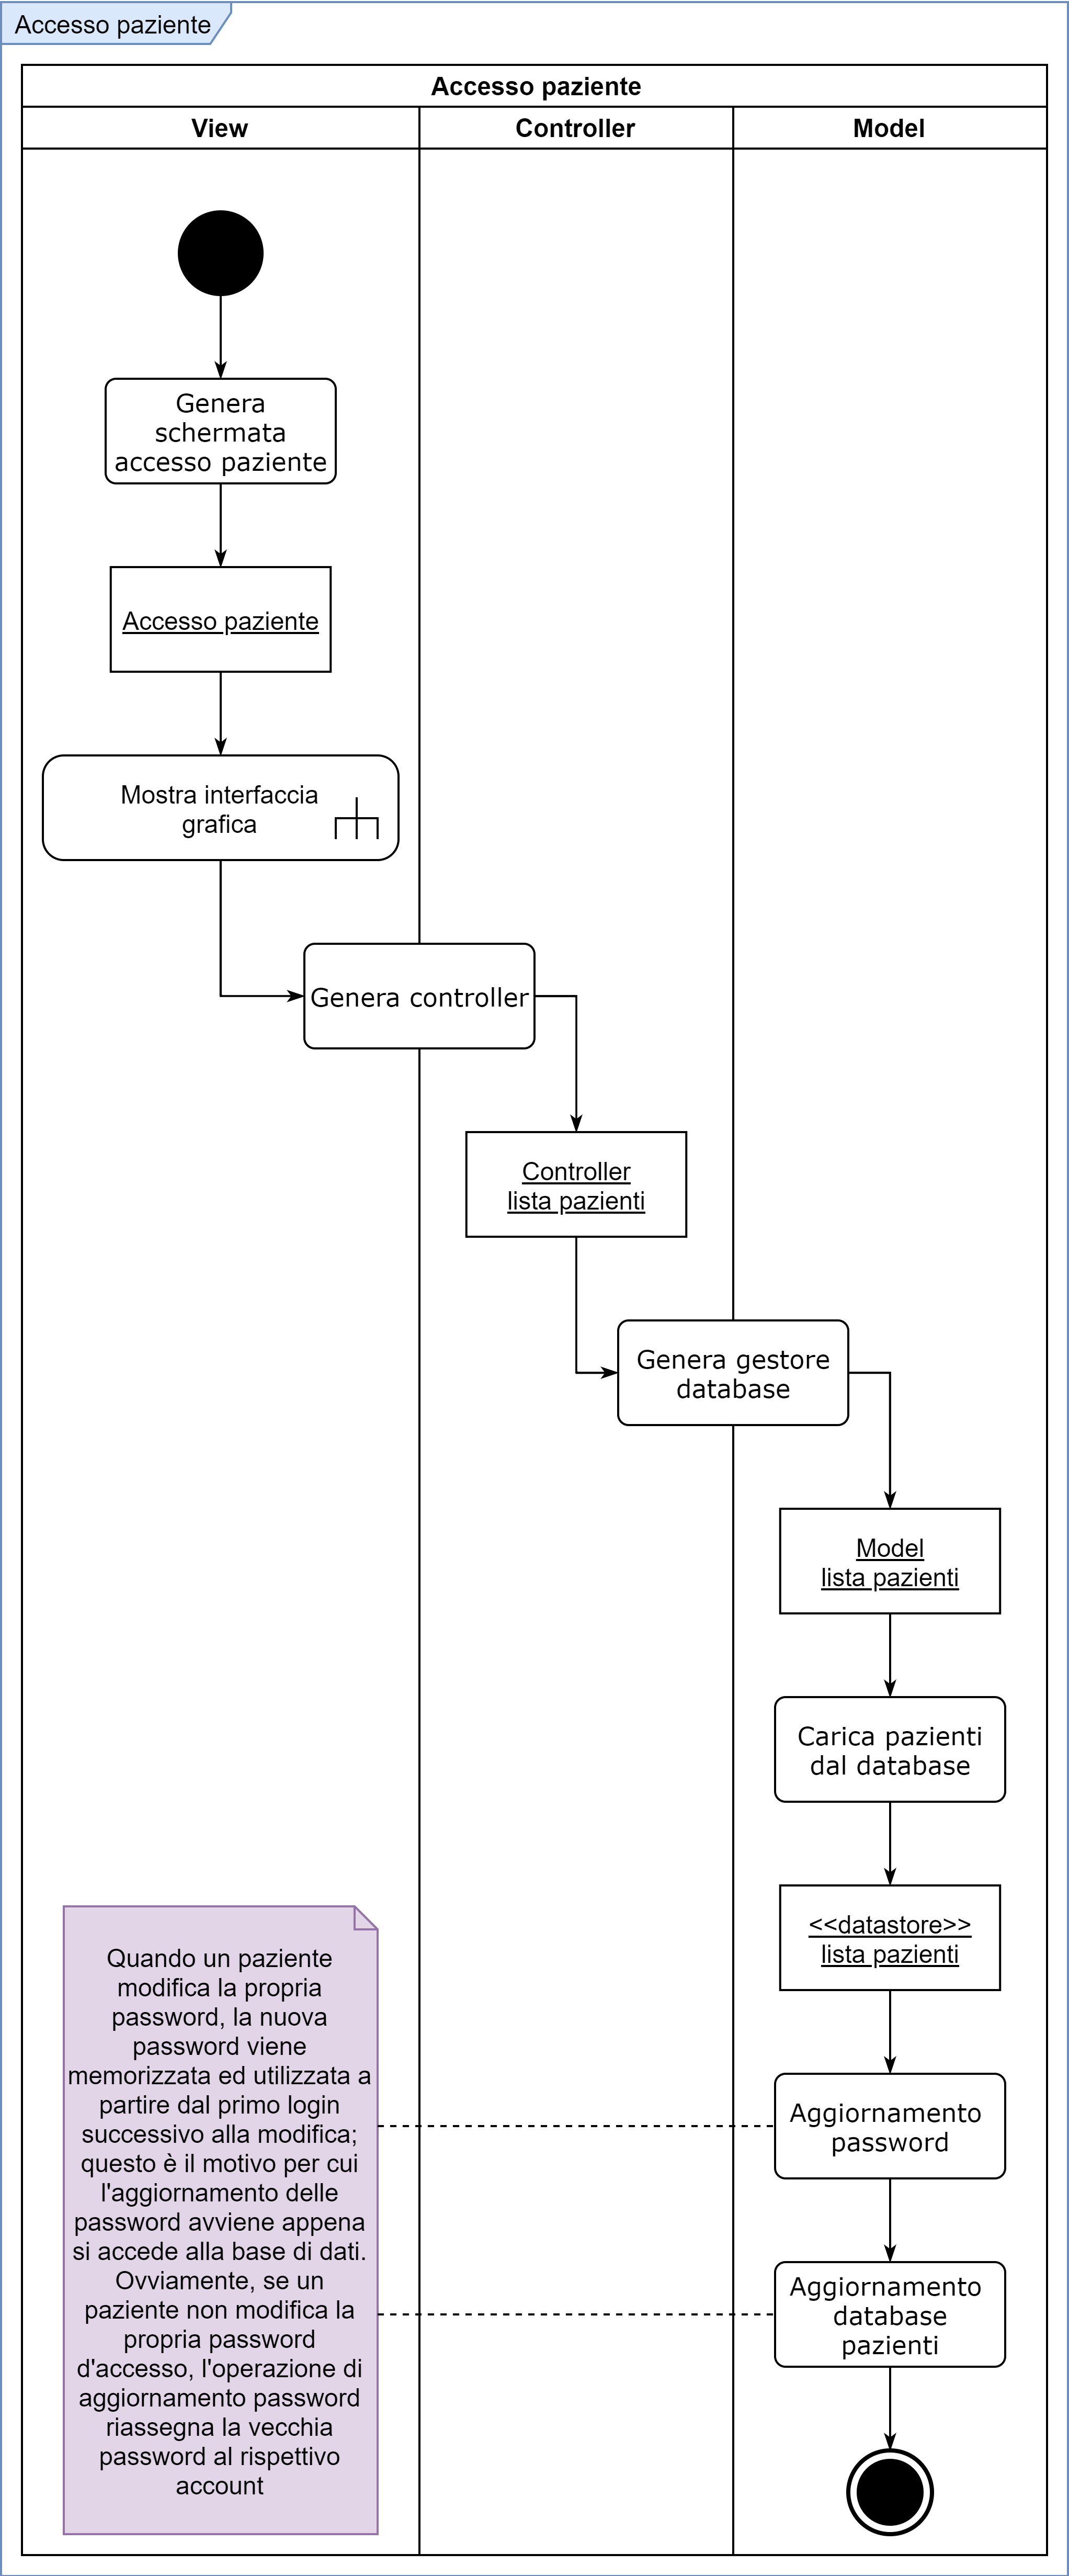 Accesso paziente
Accesso paziente
View
Controller
Model
Genera
schermata
accesso paziente
Accesso paziente
Mostra interfaccia
grafica
Genera controller
Controller
lista pazienti
Genera gestore
database
Model
lista pazienti
Carica pazienti
dal database
<<datastore>>
lista pazienti
Quando un paziente
modifica la propria
password, la nuova
password viene
memorizzata ed utilizzata a
partire dal primo login
successivo alla modifica;
questo è il motivo per cui
l'aggiornamento delle
password avviene appena
si accede alla base di dati.
Ovviamente, se un
paziente non modifica la
propria password
d'accesso, l'operazione di
aggiornamento password
riassegna la vecchia
password al rispettivo
account
Aggiornamento
password
Aggiornamento
database
pazienti